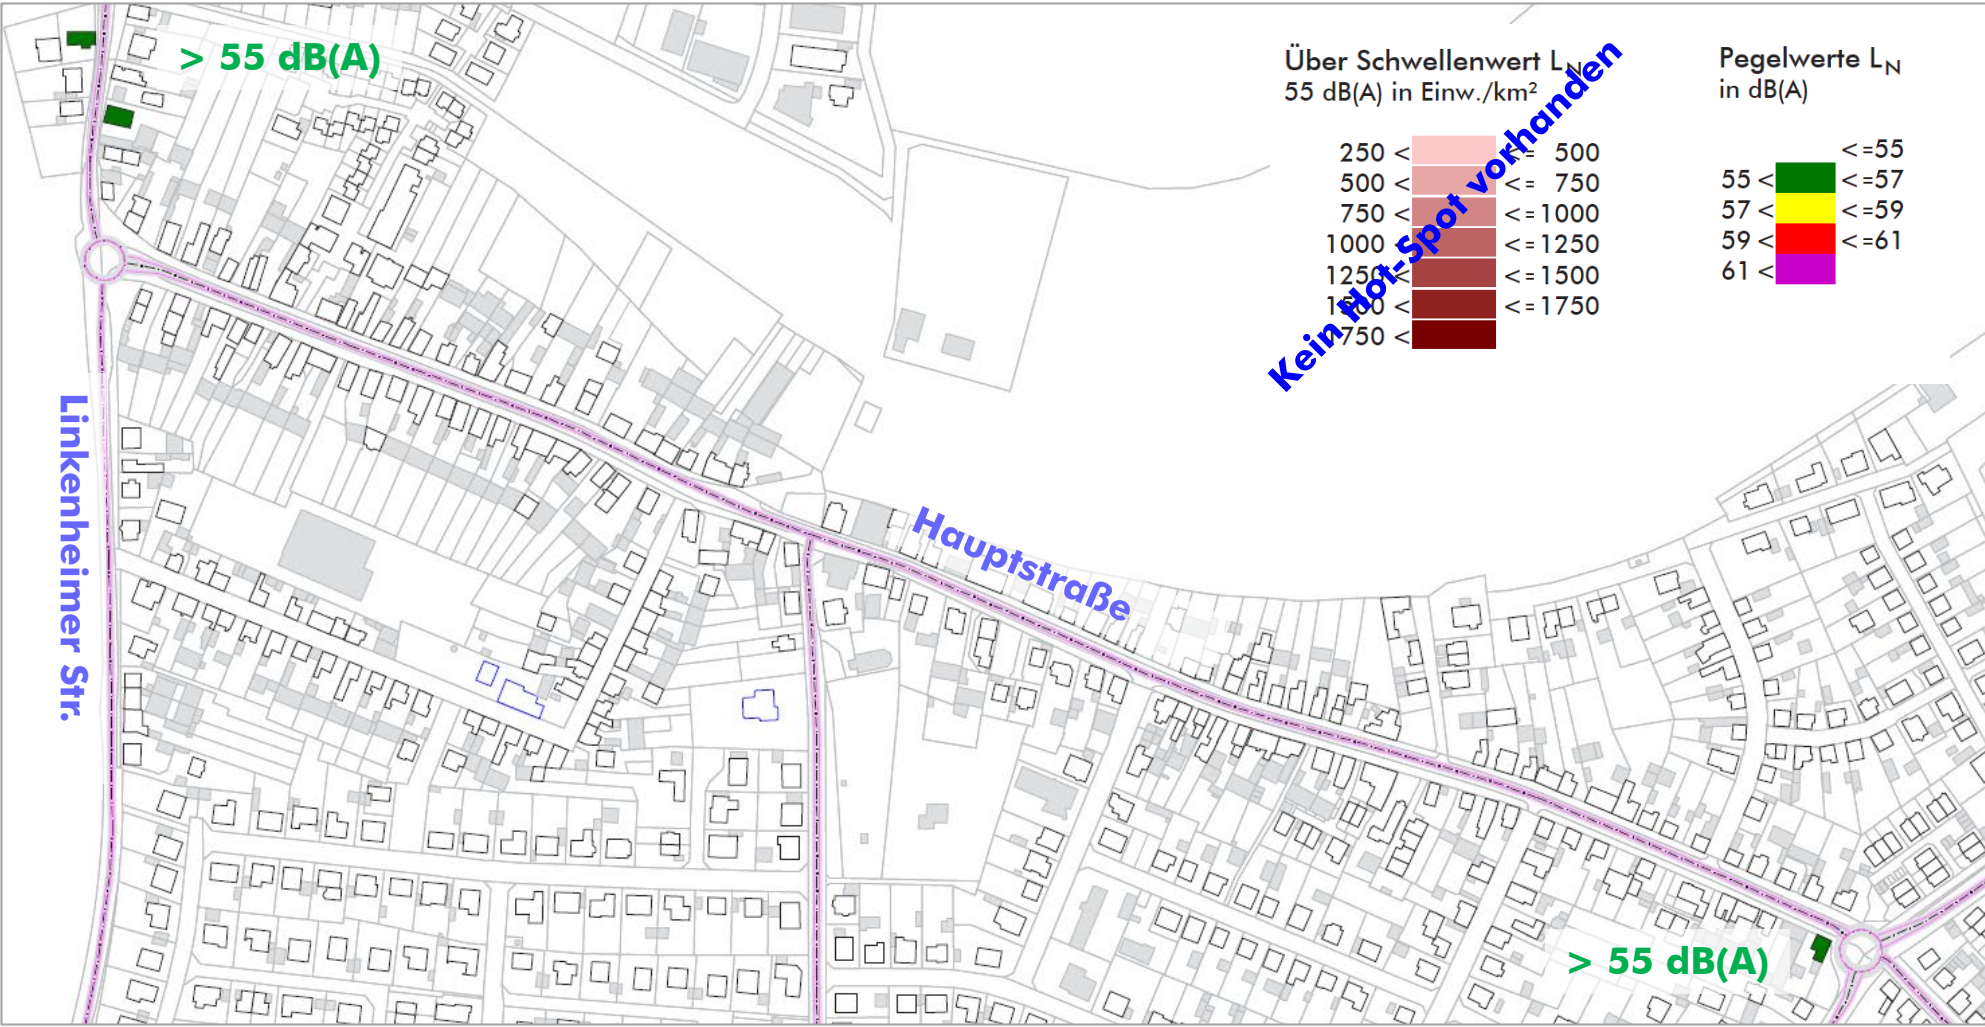 > 55 dB(A)
Über Schwellenwert L N
55 dB(A) in Einw./km²
250 < <= 500
500 < <= 750
750 < <= 1000
1000 < <= 1250
1250 < <= 1500
1500 < <= 1750
1750 <
Kein Hot-Spot vorhanden
Pegelwerte L N
in dB(A)
<=55
55 < <=57
57 < <=59
59 < <=61
61 <
Linkenheimer Str.
Hauptstraße
> 55 dB(A)